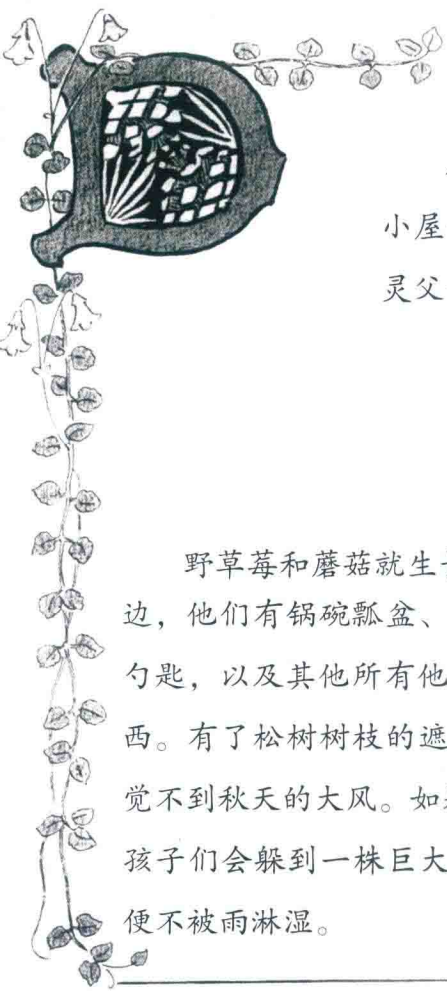 小屋
灵父
野草莓和蘑菇就生
边，他们有锅碗瓢盆、
勺匙，以及其他所有他
西。有了松树树枝的遮
觉不到秋天的大风。如
孩子们会躲到一株巨大
便不被雨淋湿。